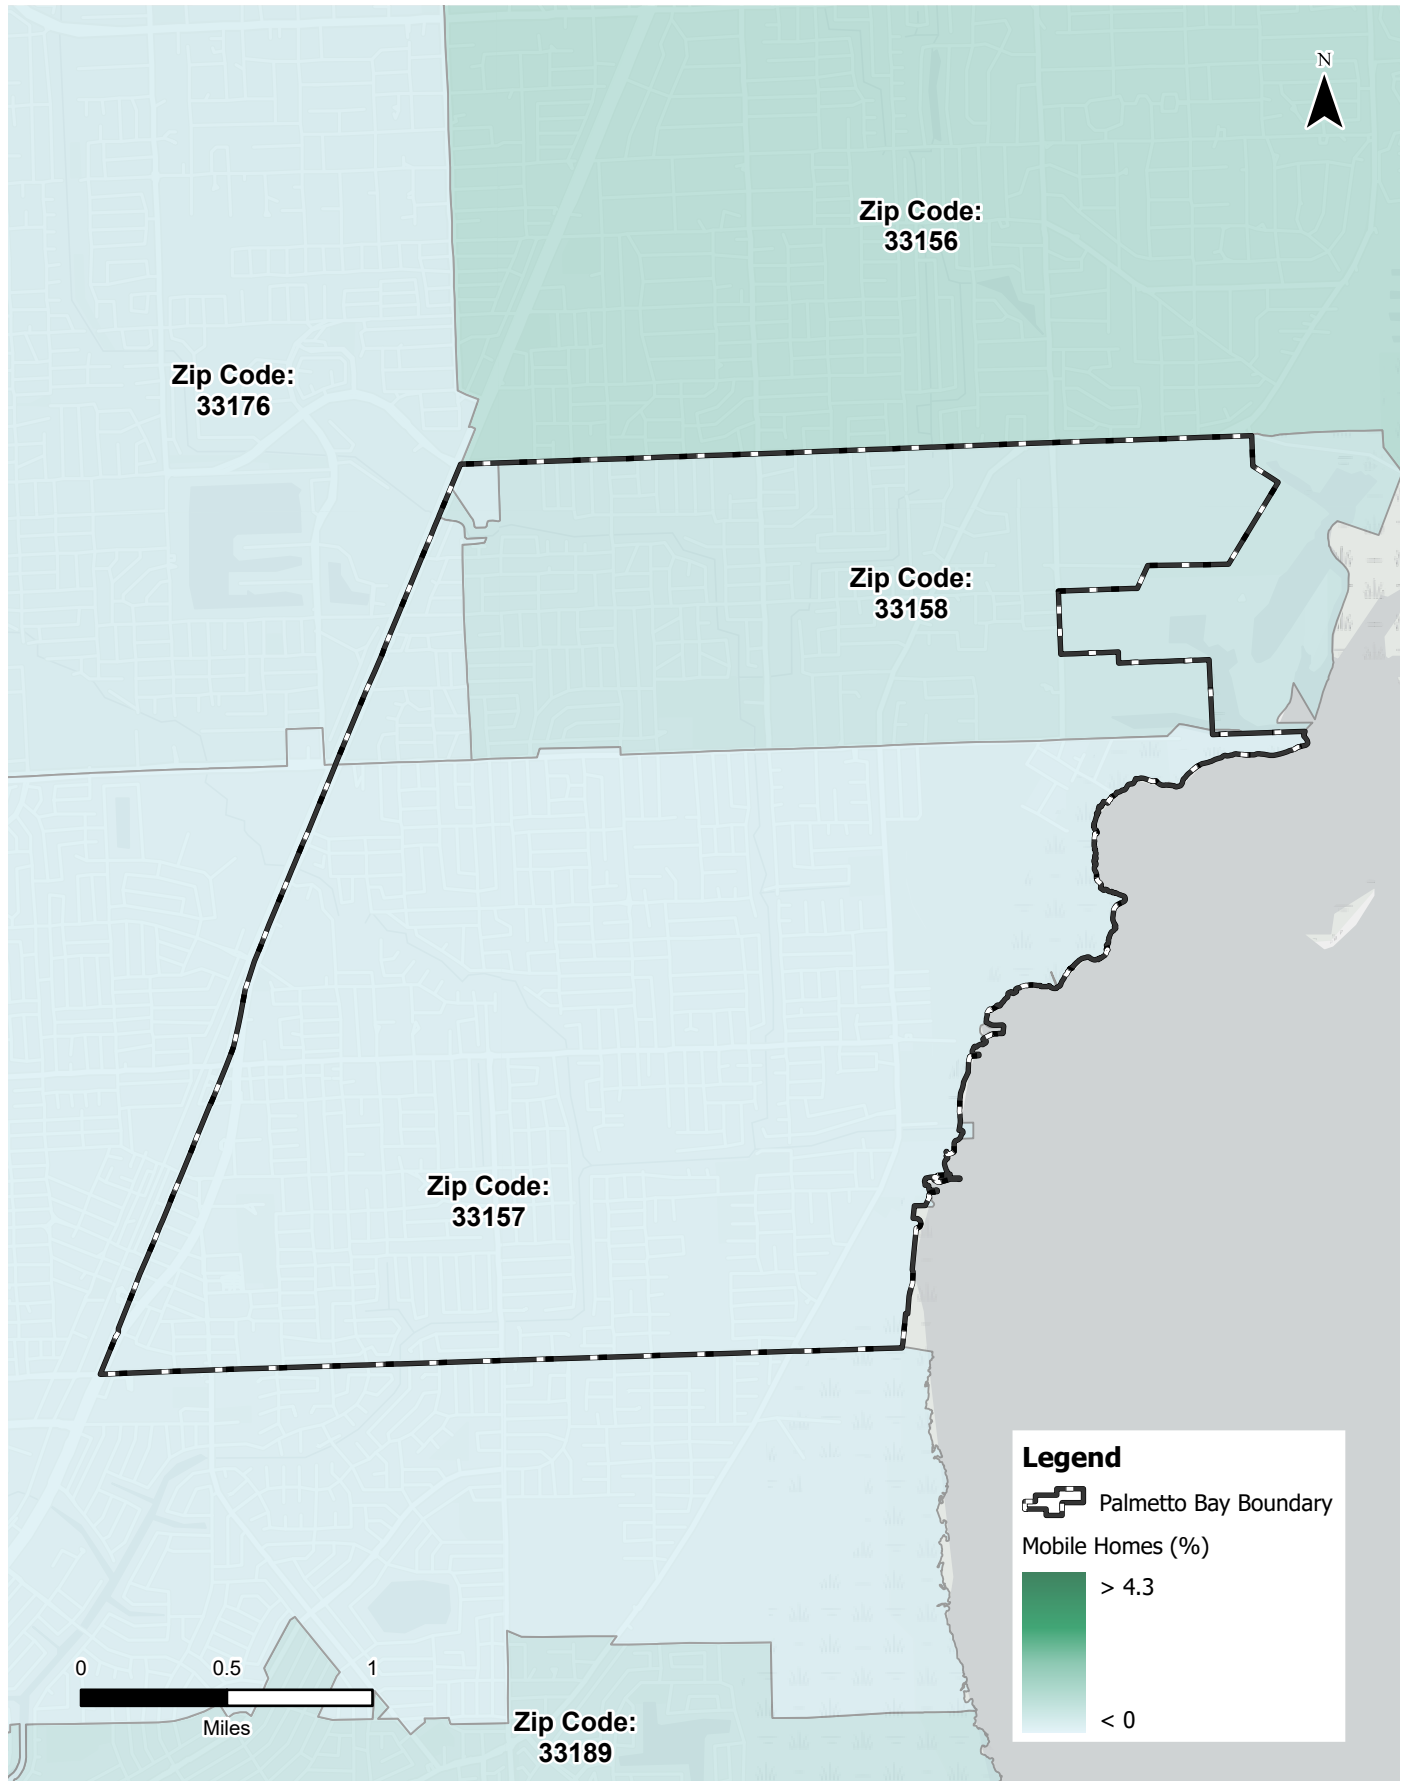 N
Zip Code:
33156
Zip Code:
33176
Zip Code:
33158
Zip Code:
33157
Legend
Palmetto Bay Boundary
Mobile Homes (%)
> 4.3
< 0
0 0.5 1
Miles
Zip Code:
33189